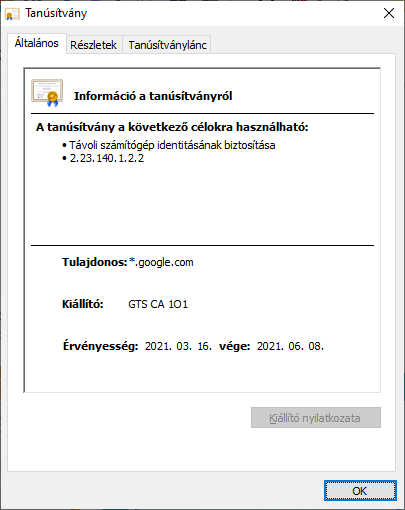 Tanúsítvány
Általános Részletek Tanúsítványlánc
Információ a tanúsítványról
A tanúsítvány a következő célokra használható:
• Távoli számítógép identitásának biztosítása
• 2.23.140.1.2.2
Tulajdonos: *.google.com
Kiállító: GTS CA 1O1
Érvényesség: 2021. 03. 16. vége: 2021. 06. 08.
Kiállító nyilatkozata
OK